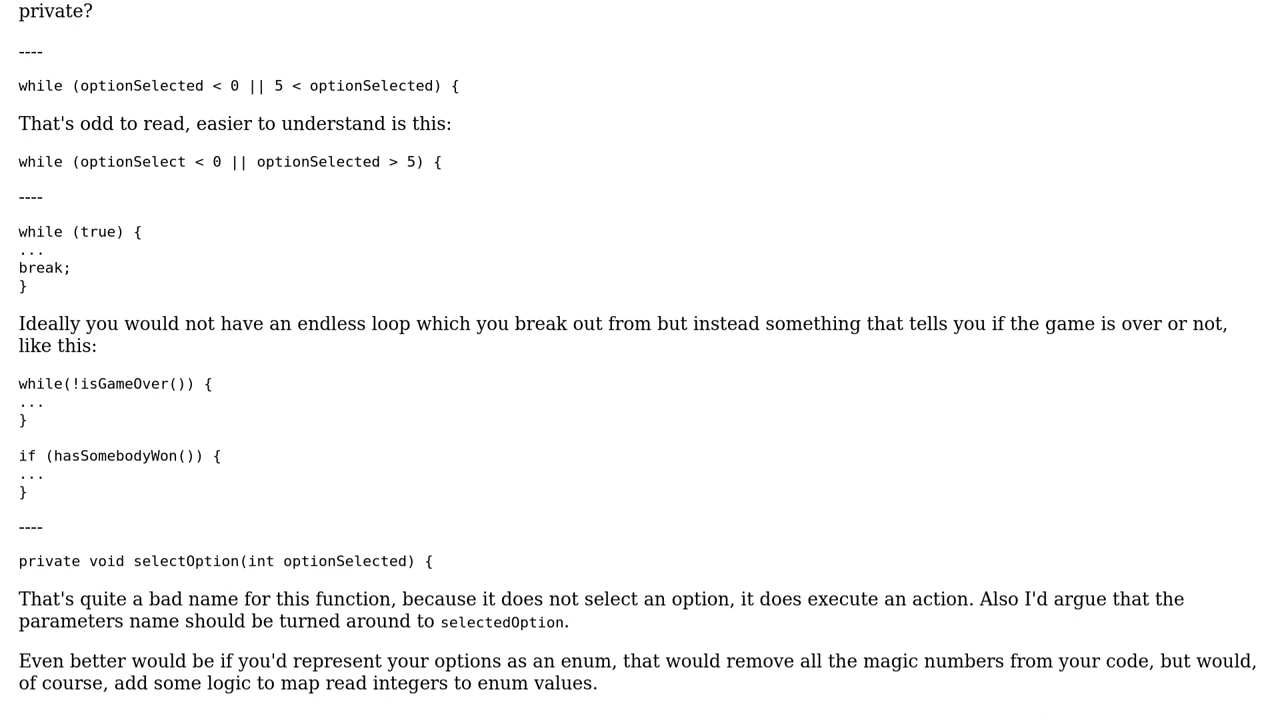 private?
----
while (optionSelected < 0 || 5 < optionSelected) {
That's odd to read, easier to understand is this:
while (optionSelect < 0 || optionSelected > 5) {
----
while (true) {
...
break;
}
Ideally you would not have an endless loop which you break out from but instead something that tells you if the game is over or not,
like this:
while(!isGameOver()) {
...
}
if (hasSomebodyWon()) {
...
}
----
private void selectOption(int optionSelected) {
That's quite a bad name for this function, because it does not select an option, it does execute an action. Also I'd argue that the
parameters name should be turned around to selectedOption.
Even better would be if you'd represent your options as an enum, that would remove all the magic numbers from your code, but would,
of course, add some logic to map read integers to enum values.